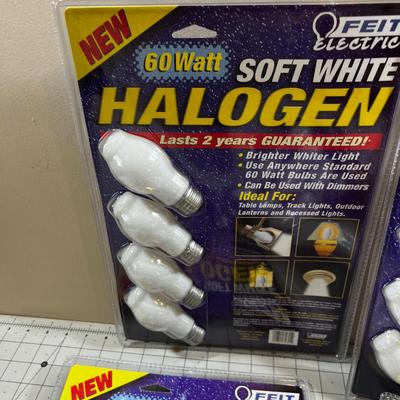 NEW
FEIT
electric
60 Watt
SOFT WHITE
HALOGEN
Lasts 2 years GUARANTEED!
• Brighter Whiter Light
• Use Anywhere Standard
60 Watt Bulbs Are Used
• Can Be Used With Dimmers
Ideal For:
Table Lamps, Track Lights, Outdoor
Lanterns and Recessed Lights.
NEW
FEIT